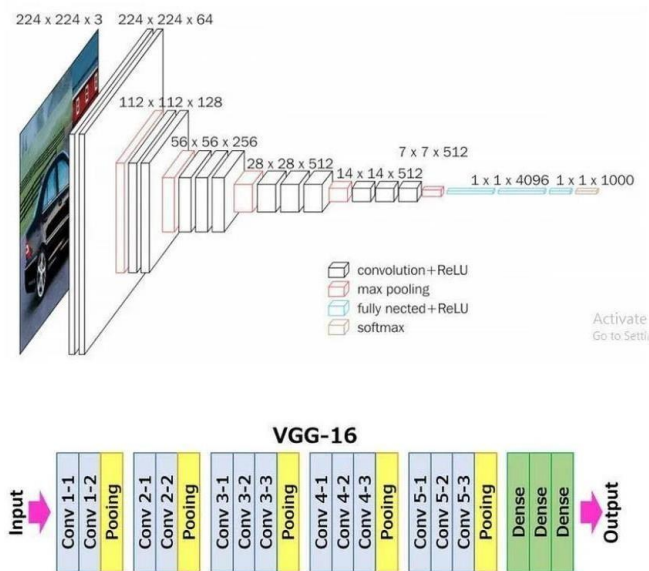 224 x 224 x 3
224 x 224 x 64
112 x 112 x 128
56 x 56 x 256
28 x 28 x 512
14 x 14 x 512
7 x 7 x 512
1 x 1 x 4096
1 x 1 x 1000
convolution+ReLU
max pooling
fully nected+ReLU
softmax
Activate
Go to Setti
VGG-16
Input
Conv 1-1
Conv 1-2
Pooing
Conv 2-1
Conv 2-2
Pooing
Conv 3-1
Conv 3-2
Conv 3-3
Pooing
Conv 4-1
Conv 4-2
Conv 4-3
Pooing
Conv 5-1
Conv 5-2
Conv 5-3
Pooing
Dense
Dense
Dense
Output